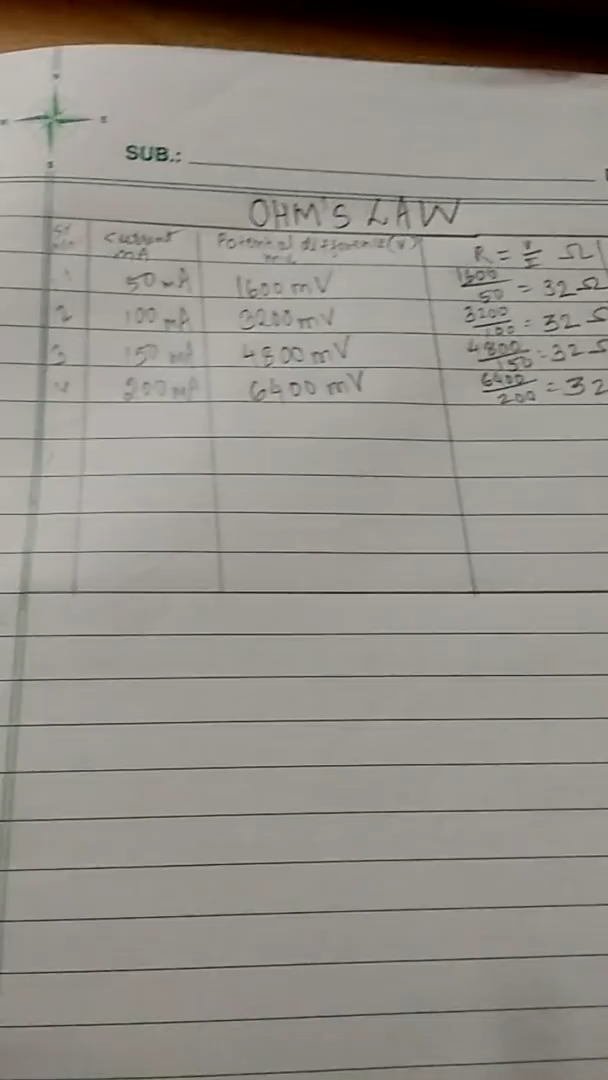 SUB.:
OHM'S LAW
Sr Current Potential difference (V) R = V/I Ω
mA
1 50 mA 1600 mV 1600/50 = 32 Ω
2 100 mA 3200 mV 3200/100 = 32 Ω
3 150 mA 4800 mV 4800/150 = 32 Ω
4 200 mA 6400 mV 6400/200 = 32